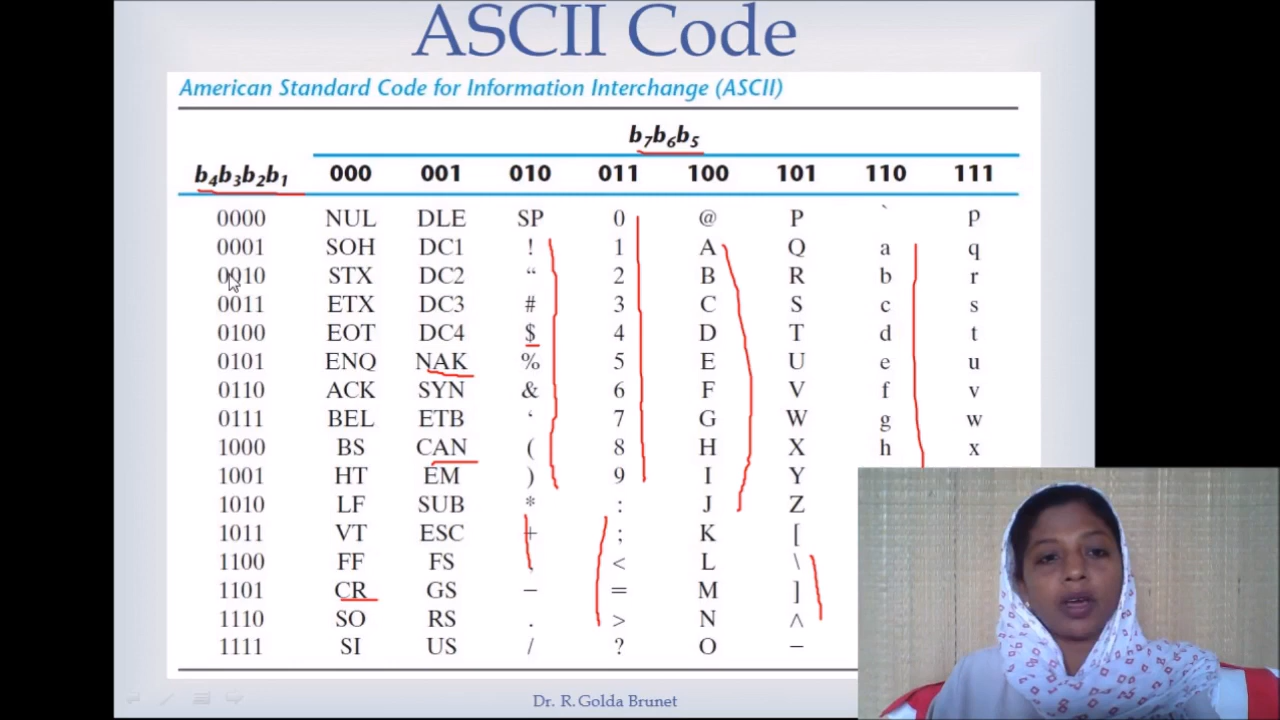 ASCII Code
American Standard Code for Information Interchange (ASCII)
b7b6b5
b4b3b2b1 000 001 010 011 100 101 110 111
0000 NUL DLE SP 0 @ P ` p
0001 SOH DC1 ! 1 A Q a q
0010 STX DC2 “ 2 B R b r
0011 ETX DC3 # 3 C S c s
0100 EOT DC4 $ 4 D T d t
0101 ENQ NAK % 5 E U e u
0110 ACK SYN & 6 F V f v
0111 BEL ETB ‘ 7 G W g w
1000 BS CAN ( 8 H X h x
1001 HT EM ) 9 I Y
1010 LF SUB * : J Z
1011 VT ESC + ; K [
1100 FF FS , < L \
1101 CR GS – = M ]
1110 SO RS . > N ^
1111 SI US / ? O –
Dr. R. Golda Brunet